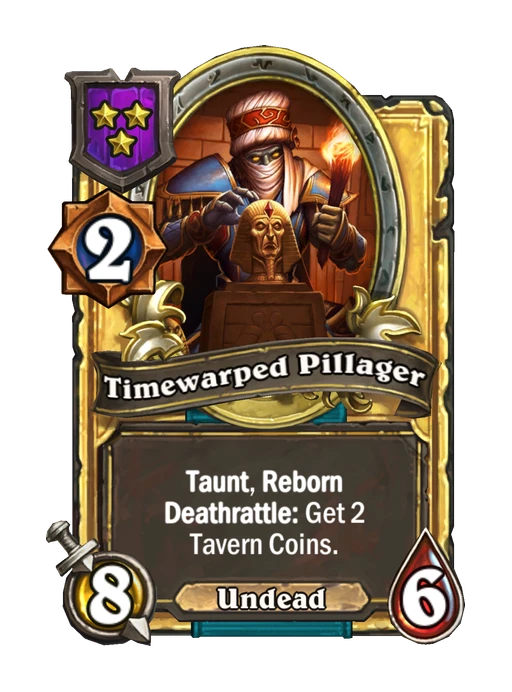 2
Timewarped Pillager
Taunt, Reborn
Deathrattle: Get 2
Tavern Coins.
8
Undead
6